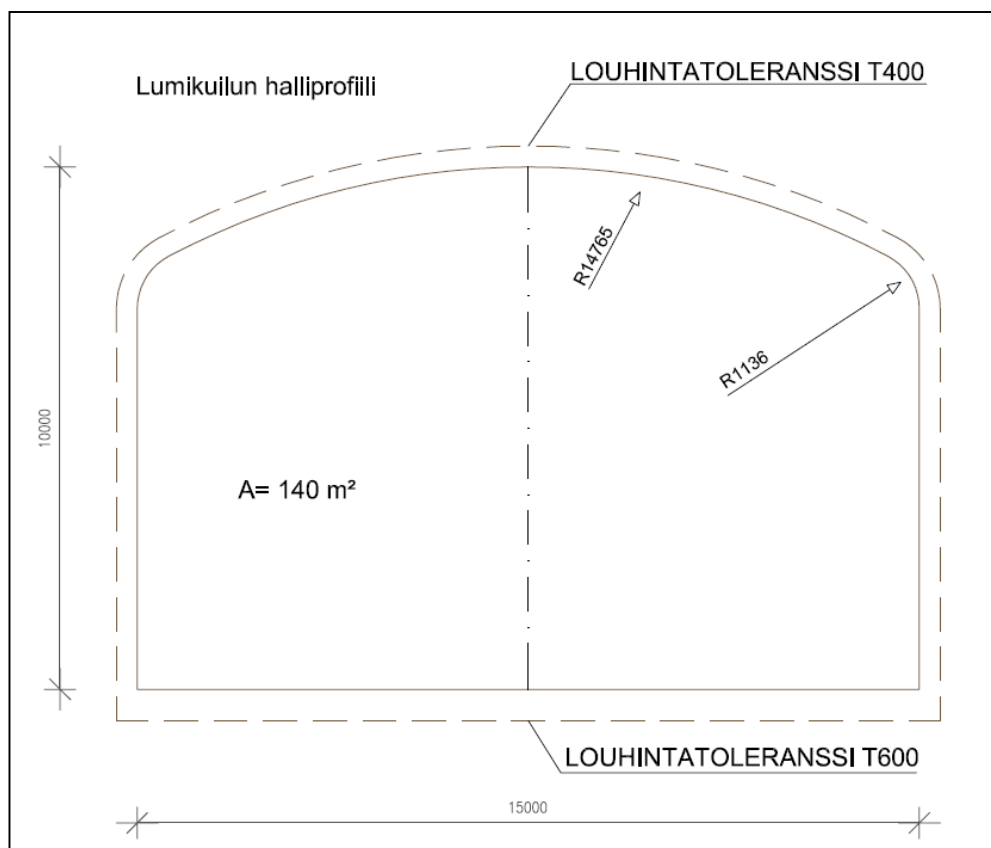 LOUHINTATOLERANSSI T400
Lumikuilun halliprofiili
R14765
R1136
10000
A= 140 m²
LOUHINTATOLERANSSI T600
15000